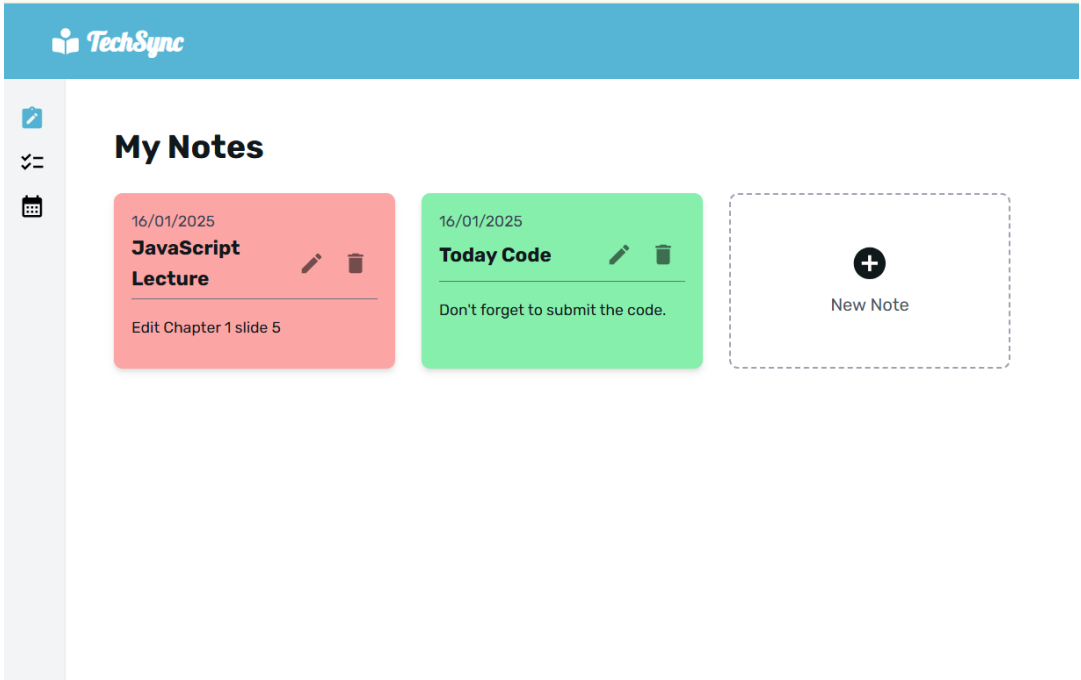 TechSync
My Notes
16/01/2025
JavaScript
Lecture
Edit Chapter 1 slide 5
16/01/2025
Today Code
Don't forget to submit the code.
New Note